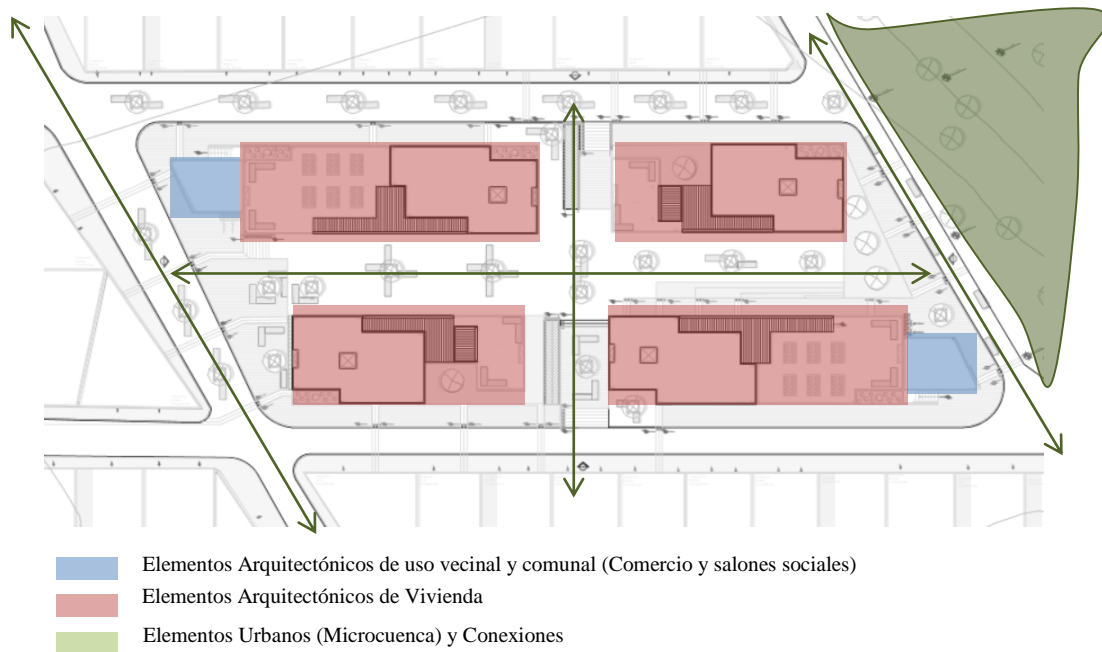 Elementos Arquitectónicos de uso vecinal y comunal (Comercio y salones sociales)
Elementos Arquitectónicos de Vivienda
Elementos Urbanos (Microcuenca) y Conexiones